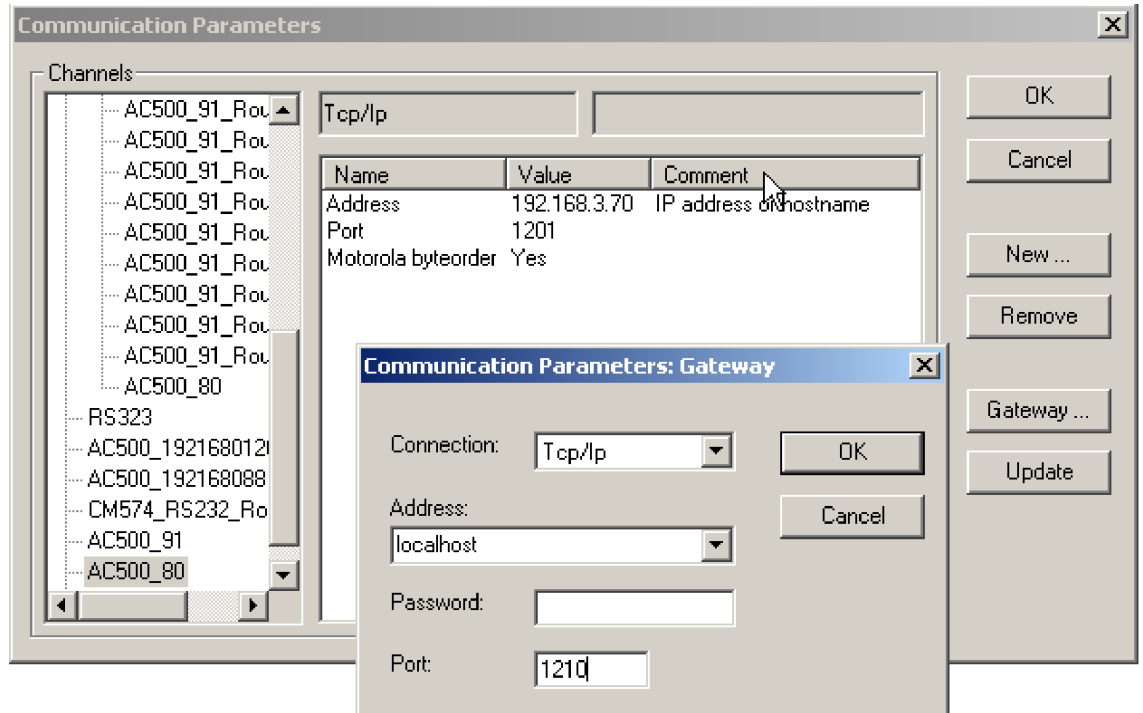 Communication Parameters
Channels
AC500_91_Rou
AC500_91_Rou
AC500_91_Rou
AC500_91_Rou
AC500_91_Rou
AC500_91_Rou
AC500_91_Rou
AC500_91_Rou
AC500_91_Rou
AC500_80
RS323
AC500_192168012
AC500_192168088
CM574_RS232_Ro
AC500_91
AC500_80
Tcp/Ip
Name Value Comment
Address 192.168.3.70 IP address or hostname
Port 1201
Motorola byteorder Yes
OK
Cancel
New ...
Remove
Gateway ...
Update
Communication Parameters: Gateway
Connection: Tcp/Ip
Address:
localhost
Password:
Port: 1210
OK
Cancel